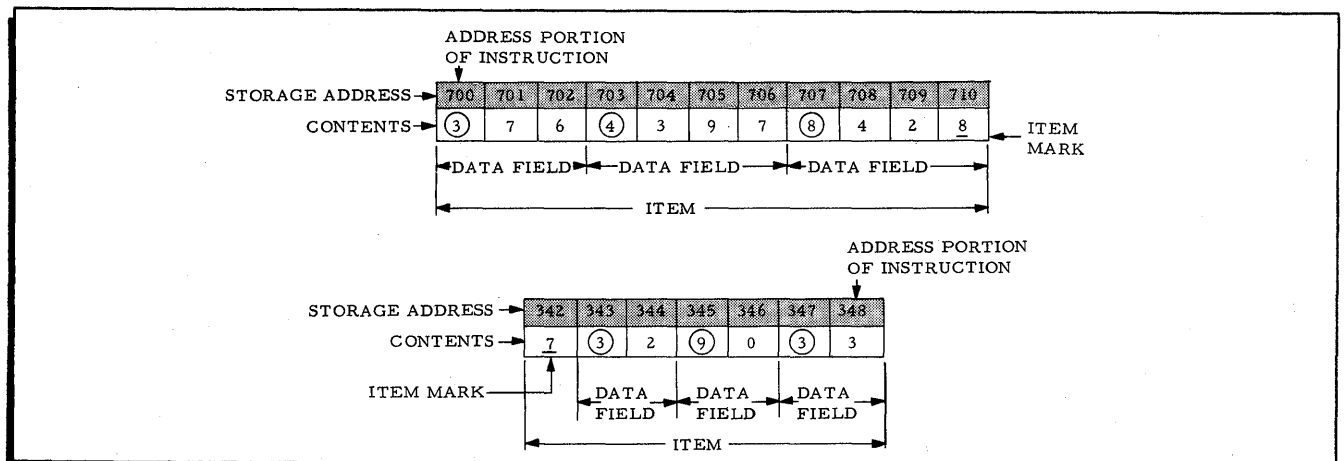 ADDRESS PORTION
OF INSTRUCTION
STORAGE ADDRESS 700 701 702 703 704 705 706 707 708 709 710
CONTENTS 3 7 6 4 3 9 7 8 4 2 8
ITEM
MARK
DATA FIELD DATA FIELD DATA FIELD
ITEM
ADDRESS PORTION
OF INSTRUCTION
STORAGE ADDRESS 342 343 344 345 346 347 348
CONTENTS 7 3 2 9 0 3 3
ITEM MARK
DATA DATA DATA
FIELD FIELD FIELD
ITEM